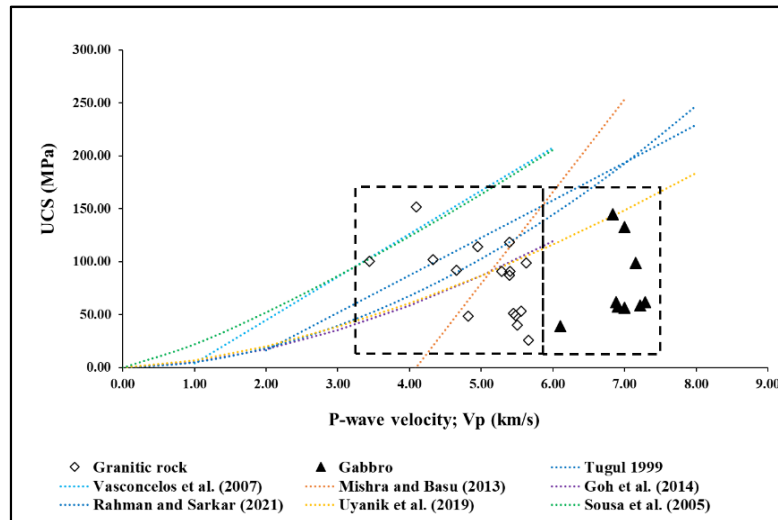 300.00
250.00
200.00
150.00
100.00
50.00
0.00
UCS (MPa)
0.00 1.00 2.00 3.00 4.00 5.00 6.00 7.00 8.00 9.00
P-wave velocity; Vp (km/s)
Granitic rock Gabbro Tugul 1999
Vasconcelos et al. (2007) Mishra and Basu (2013) Goh et al. (2014)
Rahman and Sarkar (2021) Uyanik et al. (2019) Sousa et al. (2005)